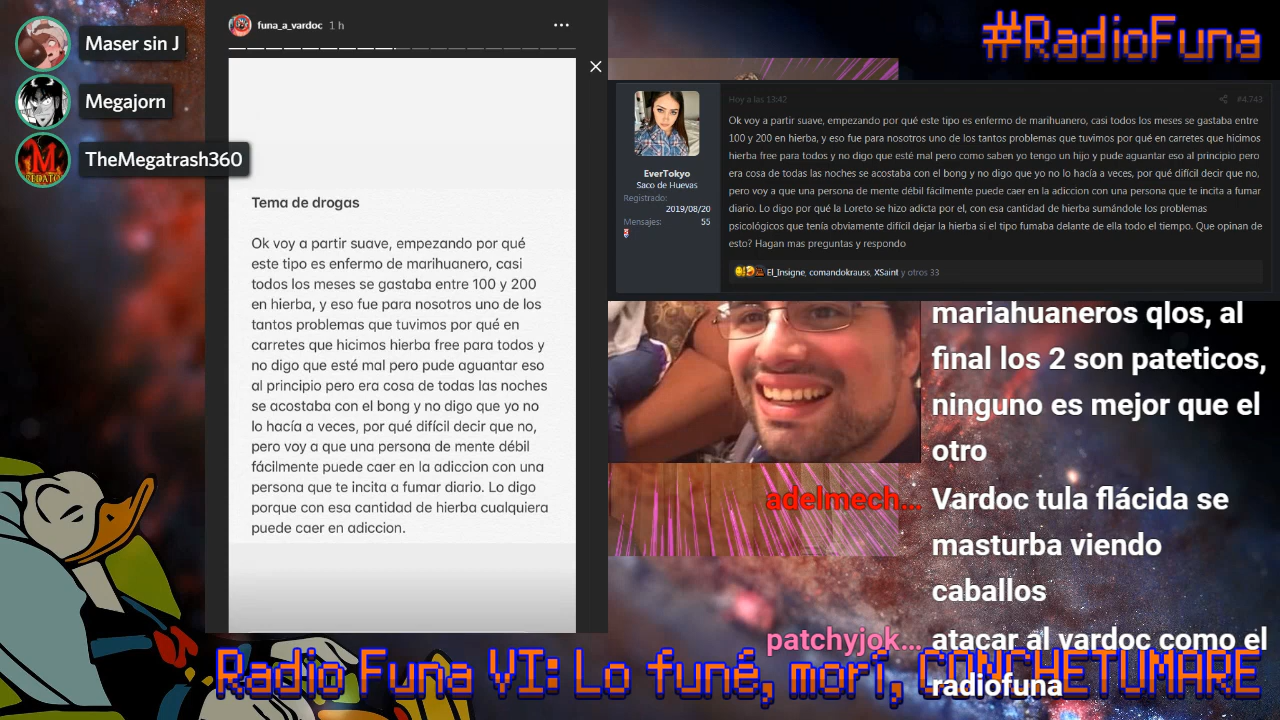 Maser sin J
Megajorn
TheMegatrash360
funa_a_vardoc 1 h
Tema de drogas
Ok voy a partir suave, empezando por qué
este tipo es enfermo de marihuanero, casi
todos los meses se gastaba entre 100 y 200
en hierba, y eso fue para nosotros uno de los
tantos problemas que tuvimos por qué en
carretes que hicimos hierba free para todos y
no digo que esté mal pero pude aguantar eso
al principio pero era cosa de todas las noches
se acostaba con el bong y no digo que yo no
lo hacía a veces, por qué difícil decir que no,
pero voy a que una persona de mente débil
fácilmente puede caer en la adiccion con una
persona que te incita a fumar diario. Lo digo
porque con esa cantidad de hierba cualquiera
puede caer en adiccion.
#RadioFuna
Hoy a las 13:42
#4.743
EverTokyo
Saco de Huevas
Registrado:
2019/08/20
Mensajes: 55
Ok voy a partir suave, empezando por qué este tipo es enfermo de marihuanero, casi todos los meses se gastaba entre
100 y 200 en hierba, y eso fue para nosotros uno de los tantos problemas que tuvimos por qué en carretes que hicimos
hierba free para todos y no digo que esté mal pero como saben yo tengo un hijo y pude aguantar eso al principio pero
era cosa de todas las noches se acostaba con el bong y no digo que yo no lo hacía a veces, por qué difícil decir que no,
pero voy a que una persona de mente débil fácilmente puede caer en la adiccion con una persona que te incita a fumar
diario. Lo digo por qué la Loreto se hizo adicta por el, con esa cantidad de hierba sumándole los problemas
psicológicos que tenía obviamente difícil dejar la hierba si el tipo fumaba delante de ella todo el tiempo. Que opinan de
esto? Hagan mas preguntas y respondo
El_Insigne, comandokrauss, XSaint y otros 33
mariahuaneros qlos, al
final los 2 son pateticos,
ninguno es mejor que el
otro
adelmech... Vardoc tula flácida se
masturba viendo
caballos
patchyjok... atacar al vardoc como el
radiofuna
Radio Funa VI: Lo funé, morí, CONCHETUMARE